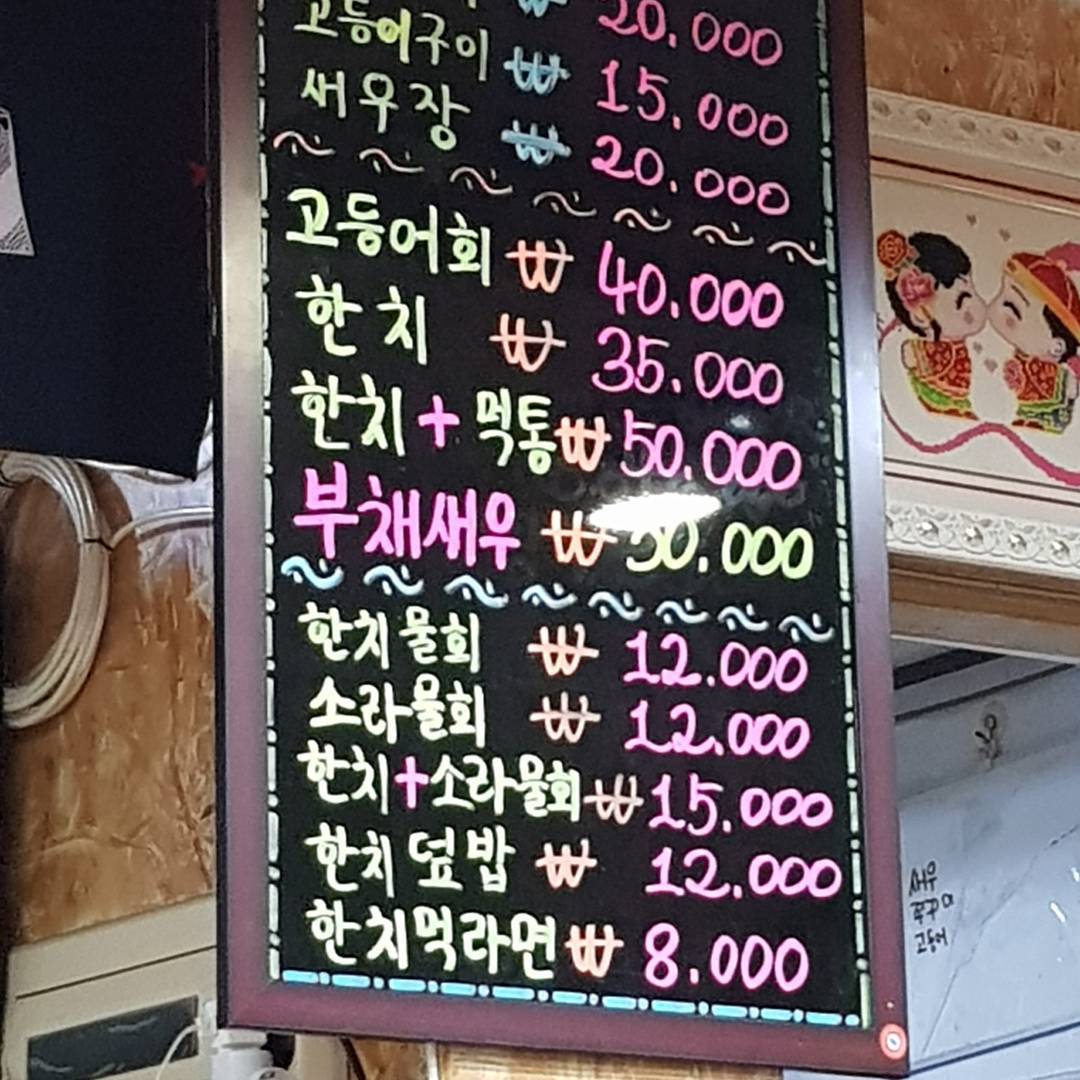 ₩ 20.000
고등어구이 ₩ 15.000
새우장 ₩ 20.000
고등어회 ₩ 40.000
한치 ₩ 35.000
한치+먹통 ₩ 50.000
부채새우 ₩ 50.000
한치물회 ₩ 12.000
소라물회 ₩ 12.000
한치+소라물회 ₩ 15.000
한치덮밥 ₩ 12.000
한치먹라면 ₩ 8.000
새우
고등어